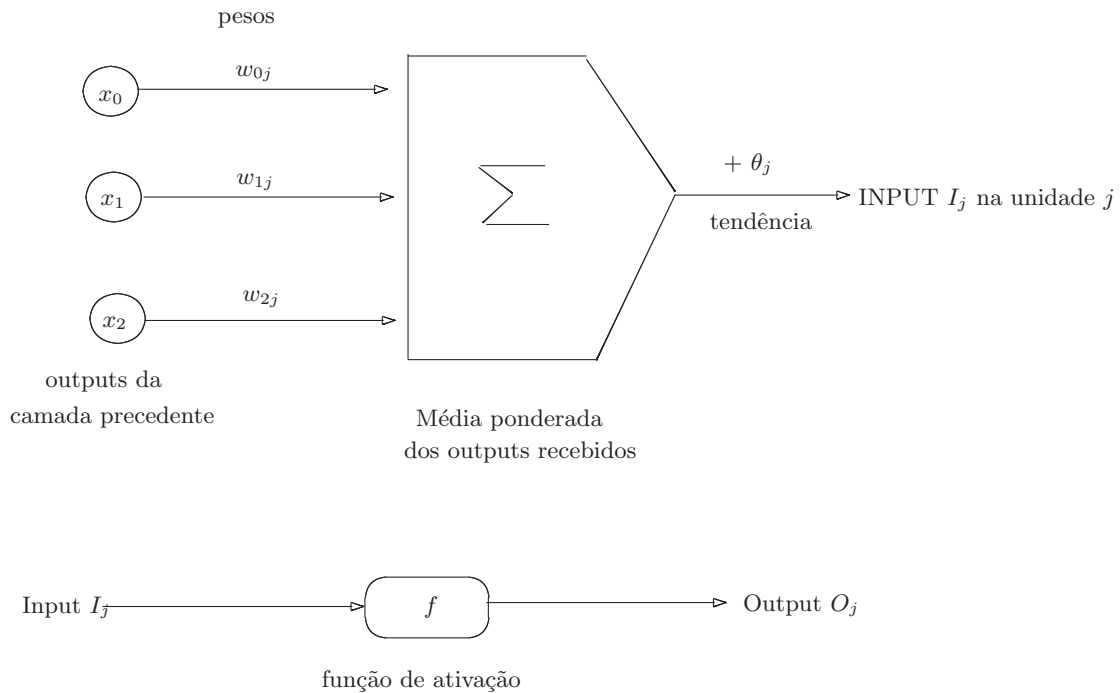 pesos
x₀
w₀ⱼ
x₁
w₁ⱼ
∑
+ θⱼ
tendência
INPUT Iⱼ na unidade j
x₂
w₂ⱼ
outputs da
camada precedente
Média ponderada
dos outputs recebidos
Input Iⱼ
f
Output Oⱼ
função de ativação